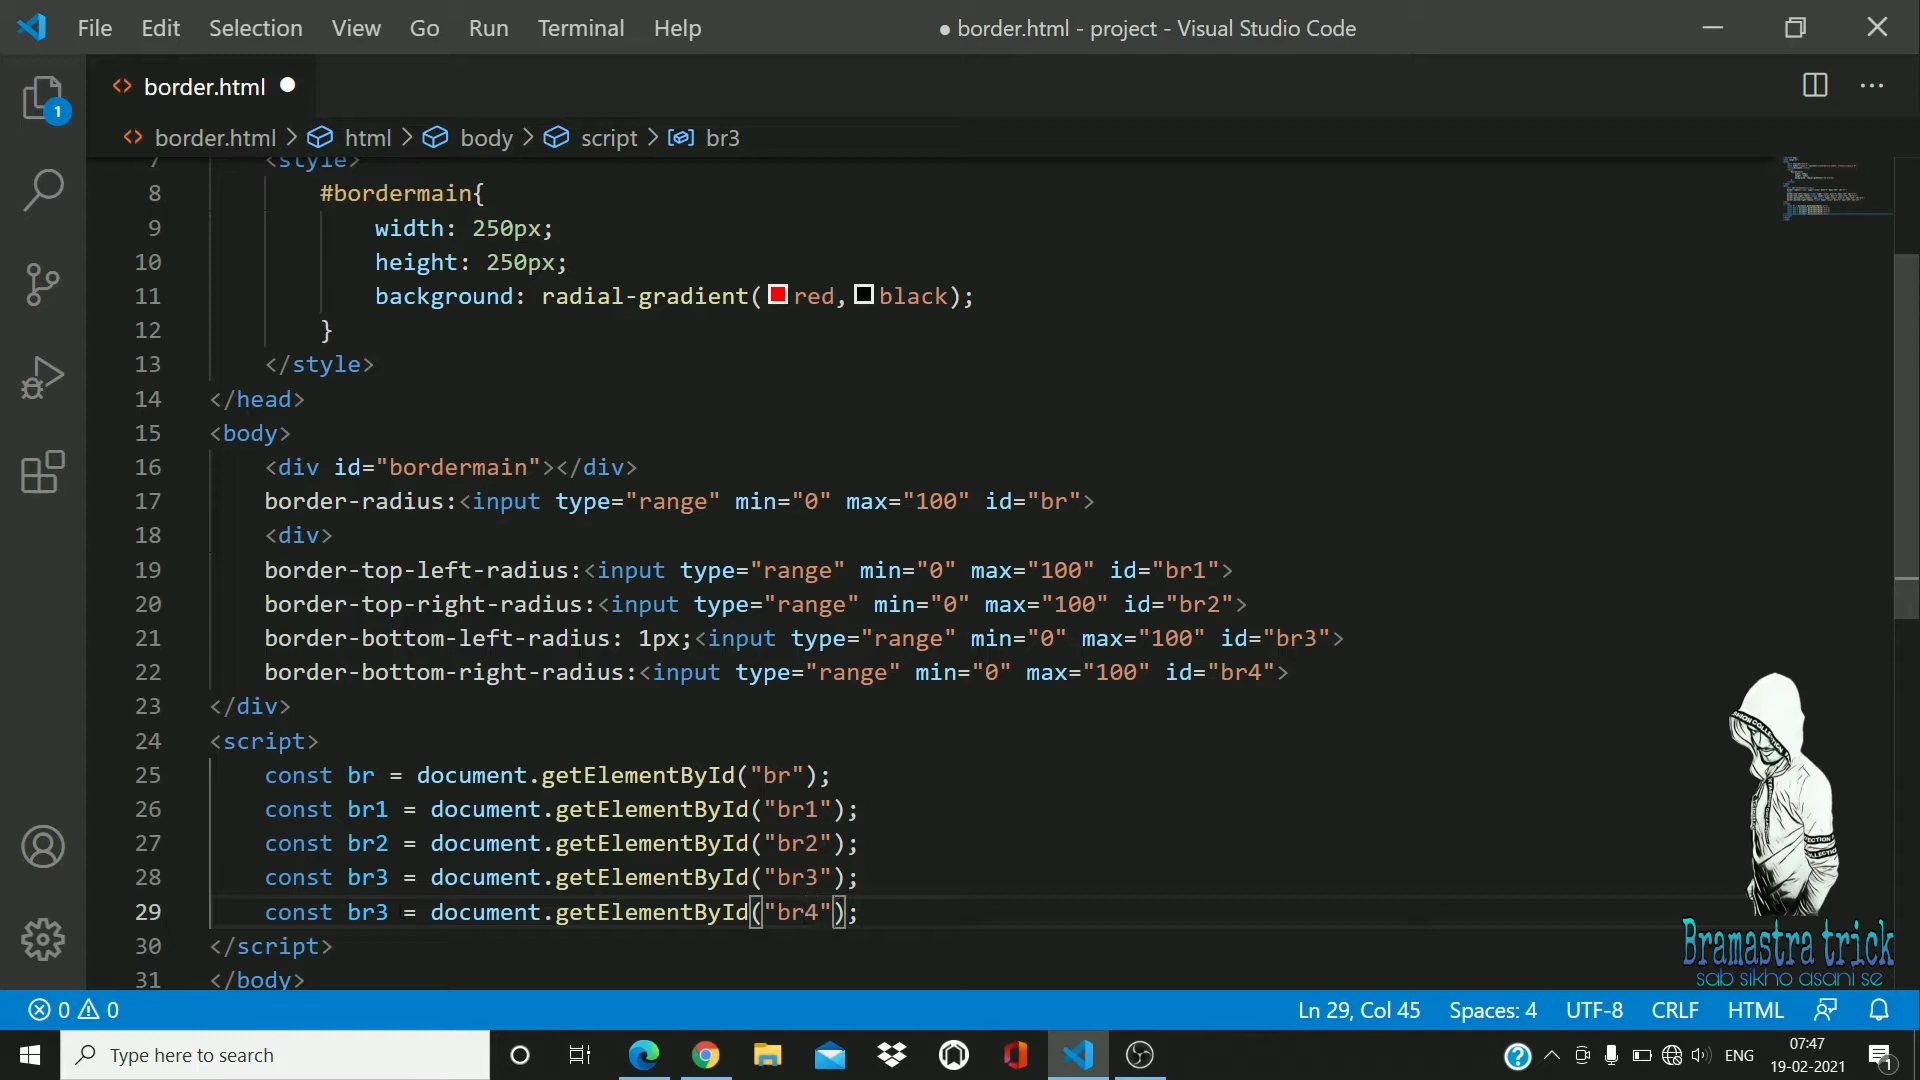 File Edit Selection View Go Run Terminal Help ● border.html - project - Visual Studio Code
1
<> border.html ●
<> border.html > html > body > script > br3
7 <style>
8 #bordermain{
9 width: 250px;
10 height: 250px;
11 background: radial-gradient(red,black);
12 }
13 </style>
14 </head>
15 <body>
16 <div id="bordermain"></div>
17 border-radius:<input type="range" min="0" max="100" id="br">
18 <div>
19 border-top-left-radius:<input type="range" min="0" max="100" id="br1">
20 border-top-right-radius:<input type="range" min="0" max="100" id="br2">
21 border-bottom-left-radius: 1px;<input type="range" min="0" max="100" id="br3">
22 border-bottom-right-radius:<input type="range" min="0" max="100" id="br4">
23 </div>
24 <script>
25 const br = document.getElementById("br");
26 const br1 = document.getElementById("br1");
27 const br2 = document.getElementById("br2");
28 const br3 = document.getElementById("br3");
29 const br3 = document.getElementById("br4");
30 </script>
31 </body>
Bramastra trick
sab sikho asani se
0 0 Ln 29, Col 45 Spaces: 4 UTF-8 CRLF HTML
Type here to search ENG 07:47
19-02-2021 1